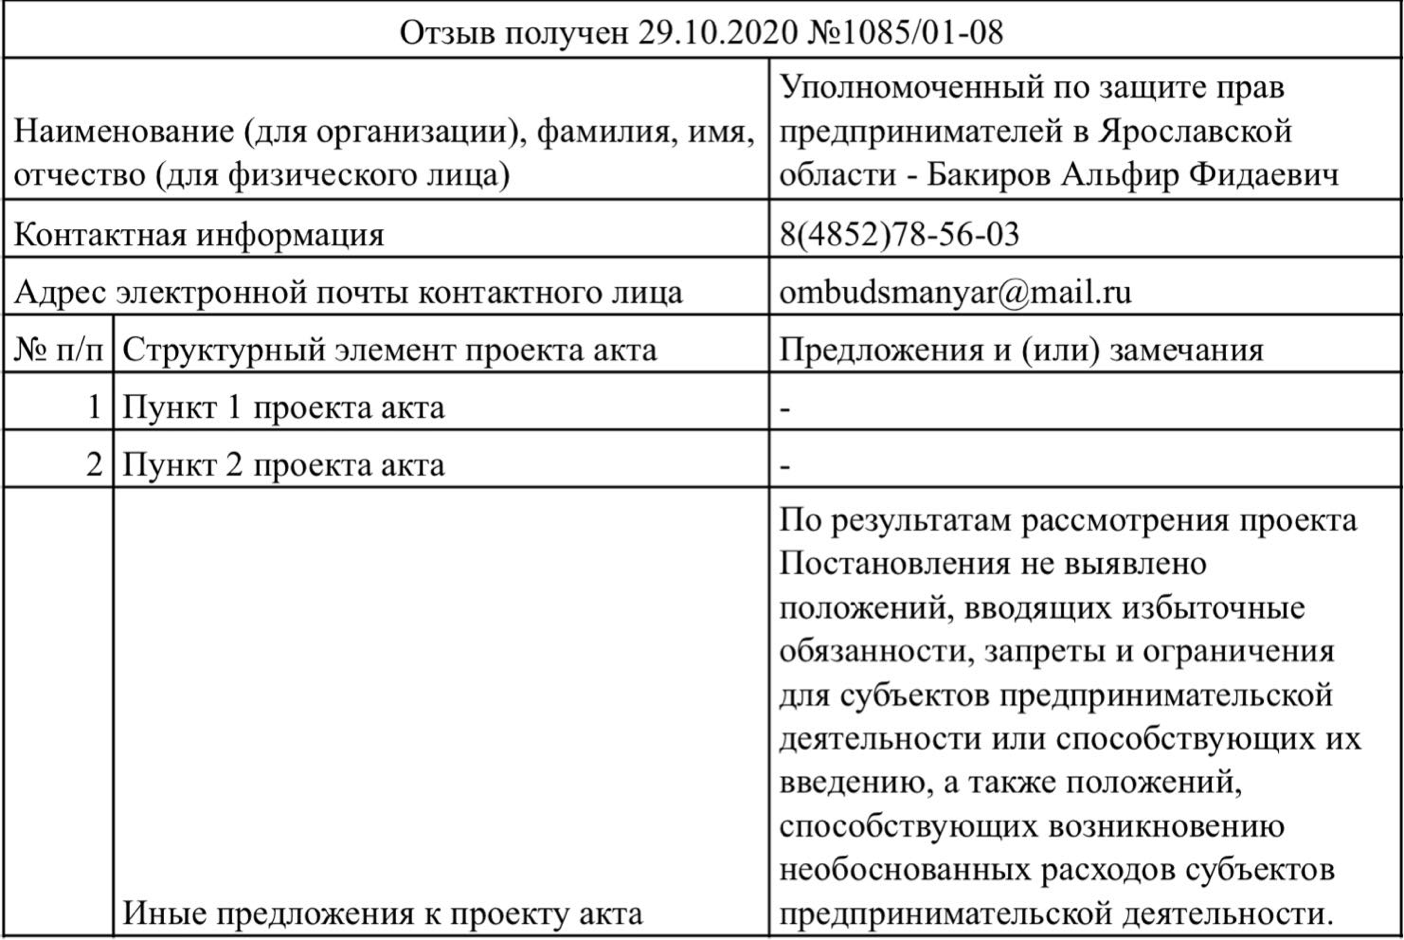 Отзыв получен 29.10.2020 №1085/01-08
Наименование (для организации), фамилия, имя,
отчество (для физического лица)
Уполномоченный по защите прав
предпринимателей в Ярославской
области - Бакиров Альфир Фидаевич
Контактная информация
8(4852)78-56-03
Адрес электронной почты контактного лица
ombudsmanyar@mail.ru
№ п/п
Структурный элемент проекта акта
Предложения и (или) замечания
1
Пункт 1 проекта акта
-
2
Пункт 2 проекта акта
-
Иные предложения к проекту акта
По результатам рассмотрения проекта
Постановления не выявлено
положений, вводящих избыточные
обязанности, запреты и ограничения
для субъектов предпринимательской
деятельности или способствующих их
введению, а также положений,
способствующих возникновению
необоснованных расходов субъектов
предпринимательской деятельности.